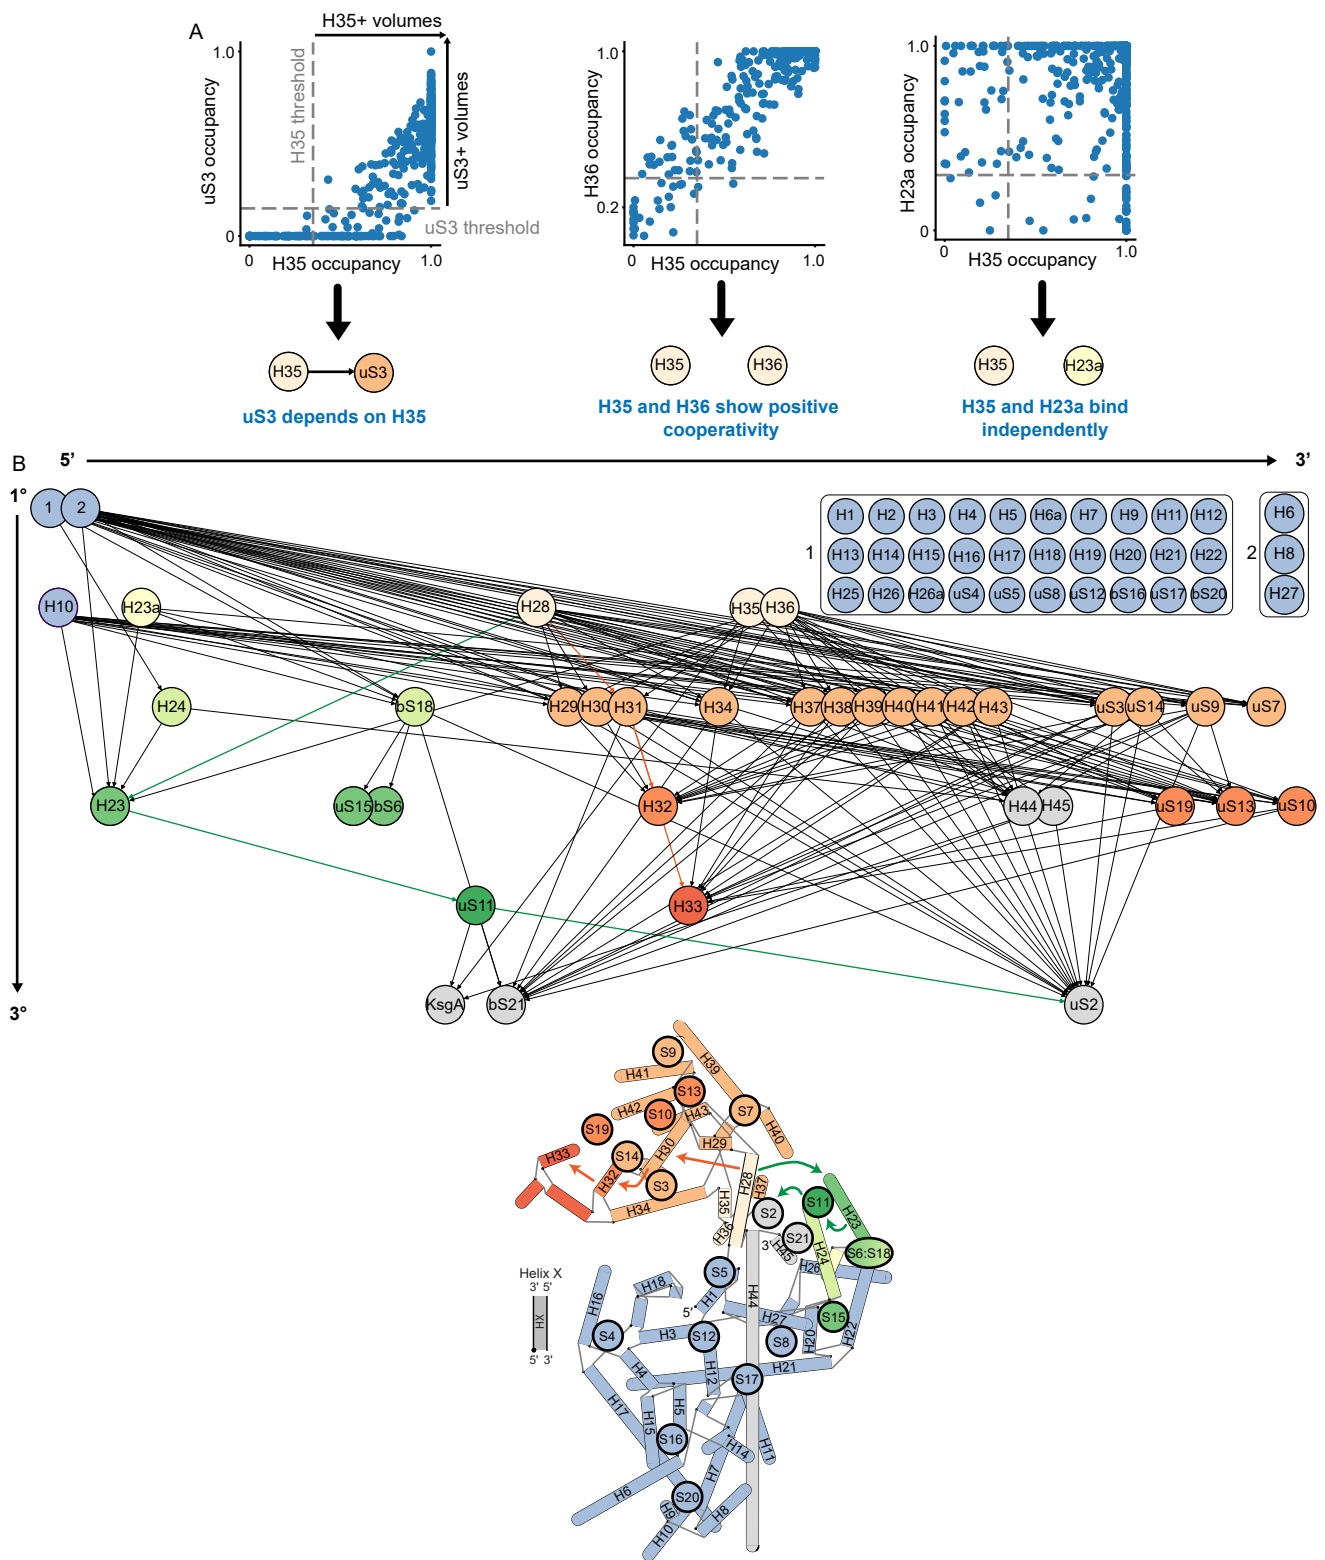 A
H35+ volumes
1.0
uS3 occupancy
H35 threshold
uS3+ volumes
0
uS3 threshold
0
H35 occupancy
1.0
1.0
H36 occupancy
0.2
0
H35 occupancy
1.0
1.0
H23a occupancy
0
0
H35 occupancy
1.0
H35
uS3
uS3 depends on H35
H35
H36
H35 and H36 show positive
cooperativity
H35
H23a
H35 and H23a bind
independently
B
5’
3’
1°
3°
1
2
1
H1 H2 H3 H4 H5 H6a H7 H9 H11 H12
H13 H14 H15 H16 H17 H18 H19 H20 H21 H22
H25 H26 H26a uS4 uS5 uS8 uS12 bS16 uS17 bS20
2
H6
H8
H27
H10 H23a H28 H35 H36
H24 bS18 H29 H30 H31 H34 H37 H38 H39 H40 H41 H42 H43 uS3 uS14 uS9 uS7
H23 uS15 bS6 H32 H44 H45 uS19 uS13 uS10
uS11 H33
KsgA bS21 uS2
S9
H39
H41
S13
H42
S10
H43
S7
S19
H40
H29
H30
S14
H33
H32
S3
H28
H37
H34
H35
H36
S2
S11
H23
S21
3'
H45
H24
S6:S18
H26
S5
H18
H1
5'
H44
H16
Helix X
3' 5'
HX
5' 3'
H27
S15
S4
H3
S12
S8
H20
H22
H4
H12
H21
S17
H17
H15
H5
S16
H14
H11
H7
H6
S20
H9
H8
H10